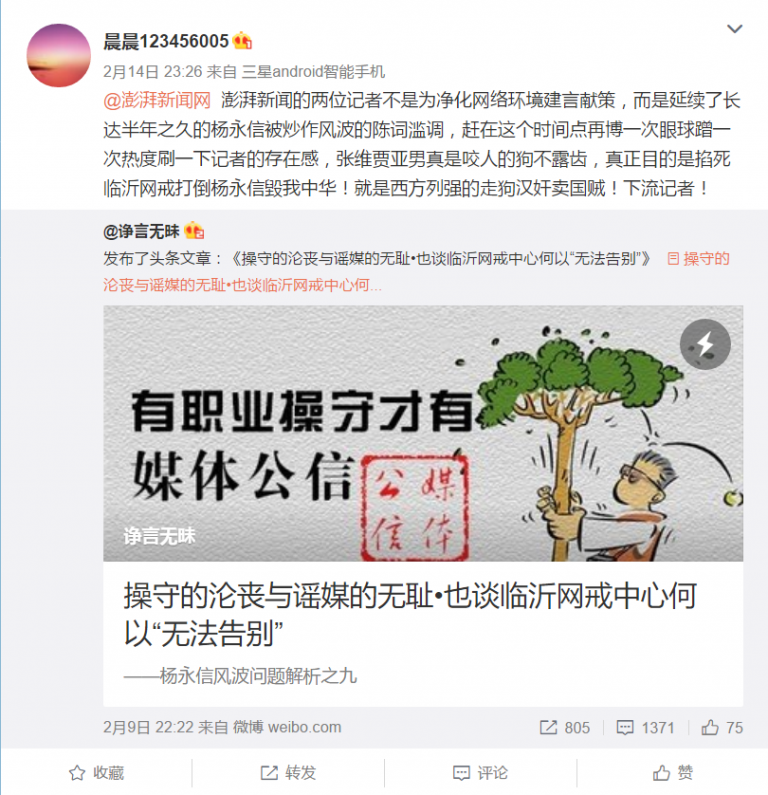 晨晨123456005
2月14日 23:26 来自 三星android智能手机
@澎湃新闻网 澎湃新闻的两位记者不是为净化网络环境建言献策，而是延续了长
达半年之久的杨永信被炒作风波的陈词滥调，赶在这个时间点再博一次眼球蹭一
次热度刷一下记者的存在感，张维贾亚男真是咬人的狗不露齿，真正目的是掐死
临沂网戒打倒杨永信毁我中华！就是西方列强的走狗汉奸卖国贼！下流记者！
@诤言无昧
发布了头条文章：《操守的沦丧与谣媒的无耻•也谈临沂网戒中心何以“无法告别”》 操守的
沦丧与谣媒的无耻•也谈临沂网戒中心何...
有职业操守才有
媒体公信
公信
媒体
诤言无昧
操守的沦丧与谣媒的无耻•也谈临沂网戒中心何
以“无法告别”
——杨永信风波问题解析之九
2月9日 22:22 来自 微博 weibo.com 805 1371 75
收藏 转发 评论 赞